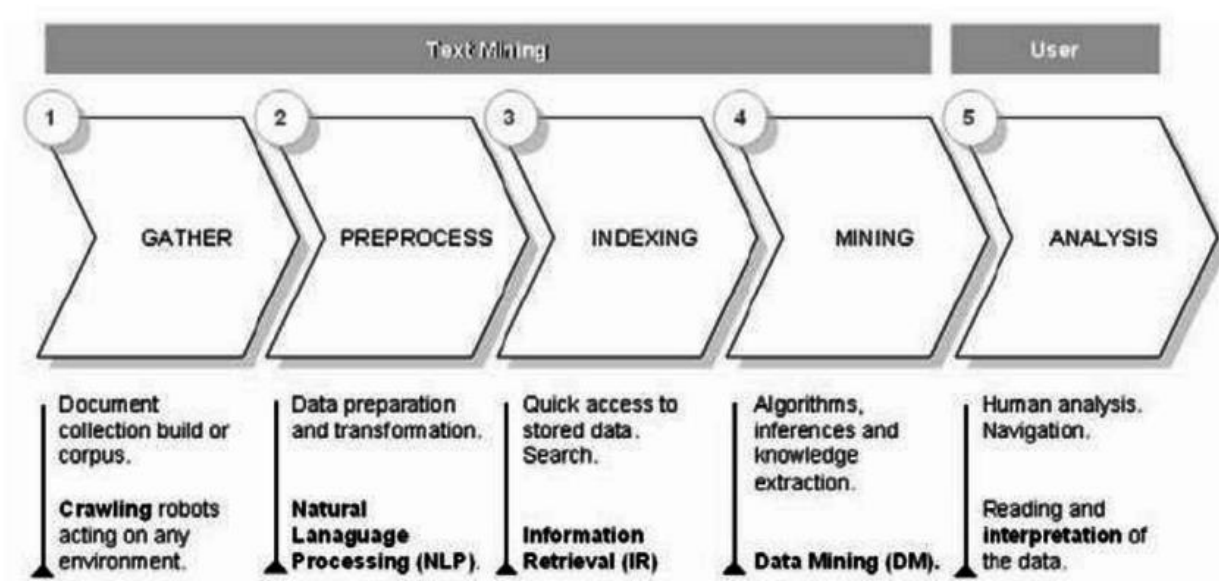 Text Mining
User
1
2
3
4
5
GATHER
PREPROCESS
INDEXING
MINING
ANALYSIS
Document
collection build or
corpus.
Crawling robots
acting on any
environment.
Data preparation
and transformation.
Natural
Lanaguage
Processing (NLP).
Quick access to
stored data.
Search.
Information
Retrieval (IR)
Algorithms,
inferences and
knowledge
extraction.
Data Mining (DM).
Human analysis.
Navigation.
Reading and
interpretation of
the data.